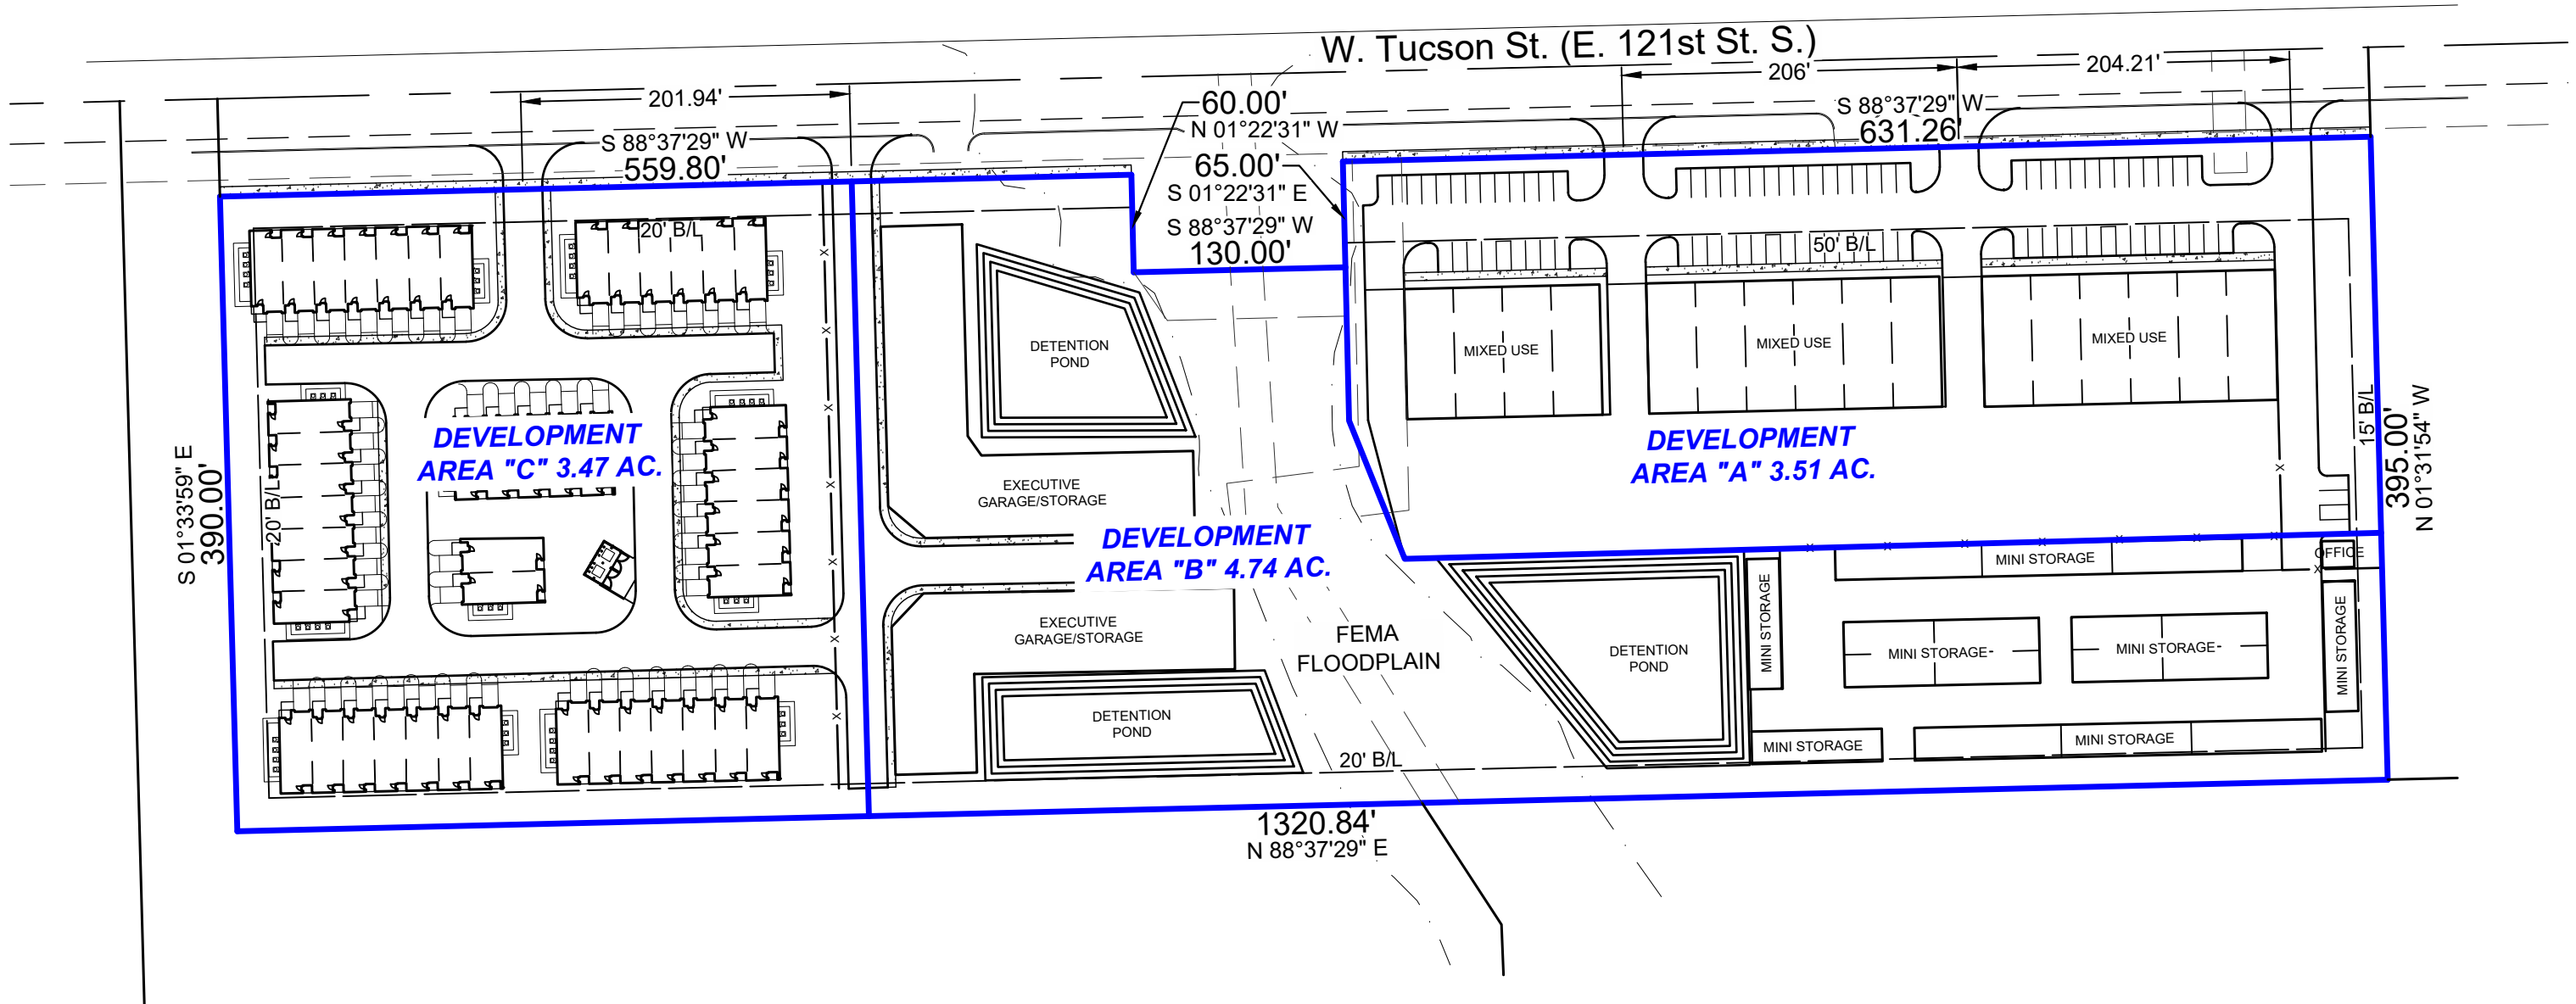 W. Tucson St. (E. 121st St. S.)
201.94'
206'
204.21'
S 88°37'29" W
559.80'
60.00'
N 01°22'31" W
65.00'
S 01°22'31" E
S 88°37'29" W
130.00'
S 88°37'29" W
631.26'
20' B/L
50' B/L
DETENTION
POND
MIXED USE
MIXED USE
MIXED USE
DEVELOPMENT
AREA "C" 3.47 AC.
DEVELOPMENT
AREA "A" 3.51 AC.
15' B/L
395.00'
N 01°31'54" W
S 01°33'59" E
390.00'
20' B/L
EXECUTIVE
GARAGE/STORAGE
DEVELOPMENT
AREA "B" 4.74 AC.
MINI STORAGE
OFFICE
EXECUTIVE
GARAGE/STORAGE
FEMA
FLOODPLAIN
DETENTION
POND
MINI STORAGE
MINI STORAGE
MINI STORAGE
MINI STORAGE
DETENTION
POND
20' B/L
MINI STORAGE
MINI STORAGE
1320.84'
N 88°37'29" E